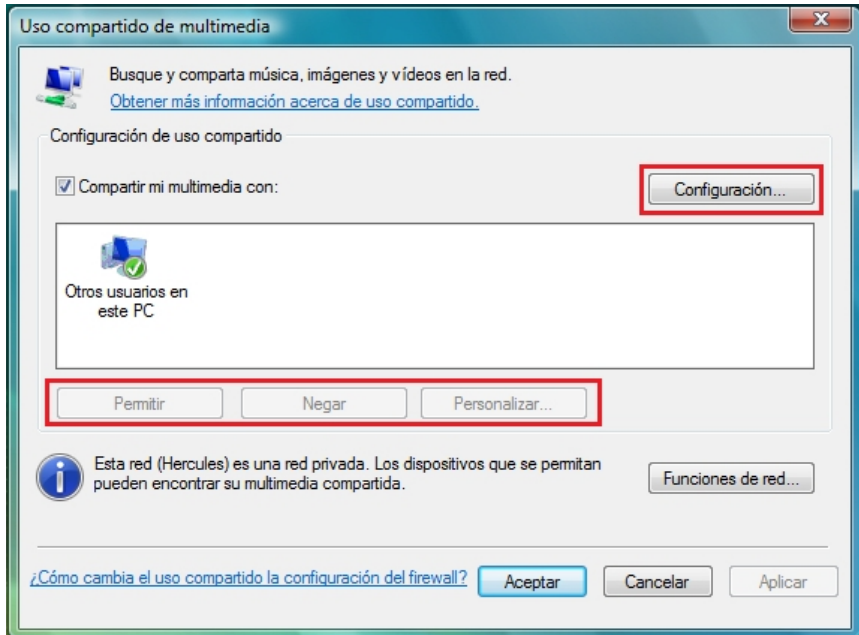 Uso compartido de multimedia
Busque y comparta música, imágenes y vídeos en la red.
Obtener más información acerca de uso compartido.
Configuración de uso compartido
Compartir mi multimedia con:
Configuración...
Otros usuarios en
este PC
Permitir
Negar
Personalizar...
Esta red (Hercules) es una red privada. Los dispositivos que se permitan
pueden encontrar su multimedia compartida.
Funciones de red...
¿Cómo cambia el uso compartido la configuración del firewall?
Aceptar
Cancelar
Aplicar